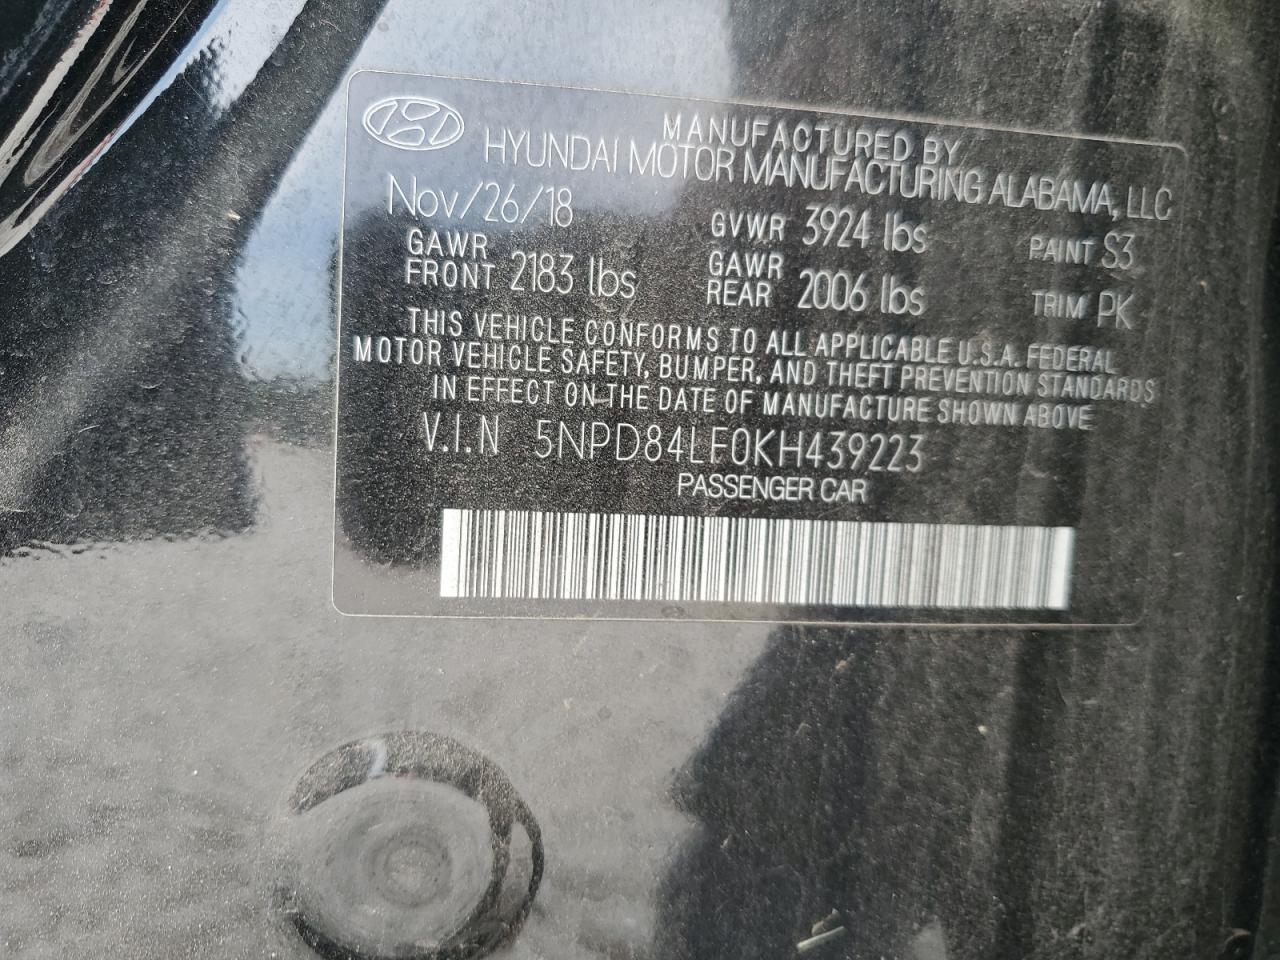 MANUFACTURED BY
HYUNDAI MOTOR MANUFACTURING ALABAMA, LLC
Nov/26/18 GVWR 3924 lbs PAINT S3
GAWR FRONT 2183 lbs GAWR REAR 2006 lbs TRIM PK
THIS VEHICLE CONFORMS TO ALL APPLICABLE U.S.A. FEDERAL
MOTOR VEHICLE SAFETY, BUMPER, AND THEFT PREVENTION STANDARDS
IN EFFECT ON THE DATE OF MANUFACTURE SHOWN ABOVE
V.I.N 5NPD84LF0KH439223
PASSENGER CAR